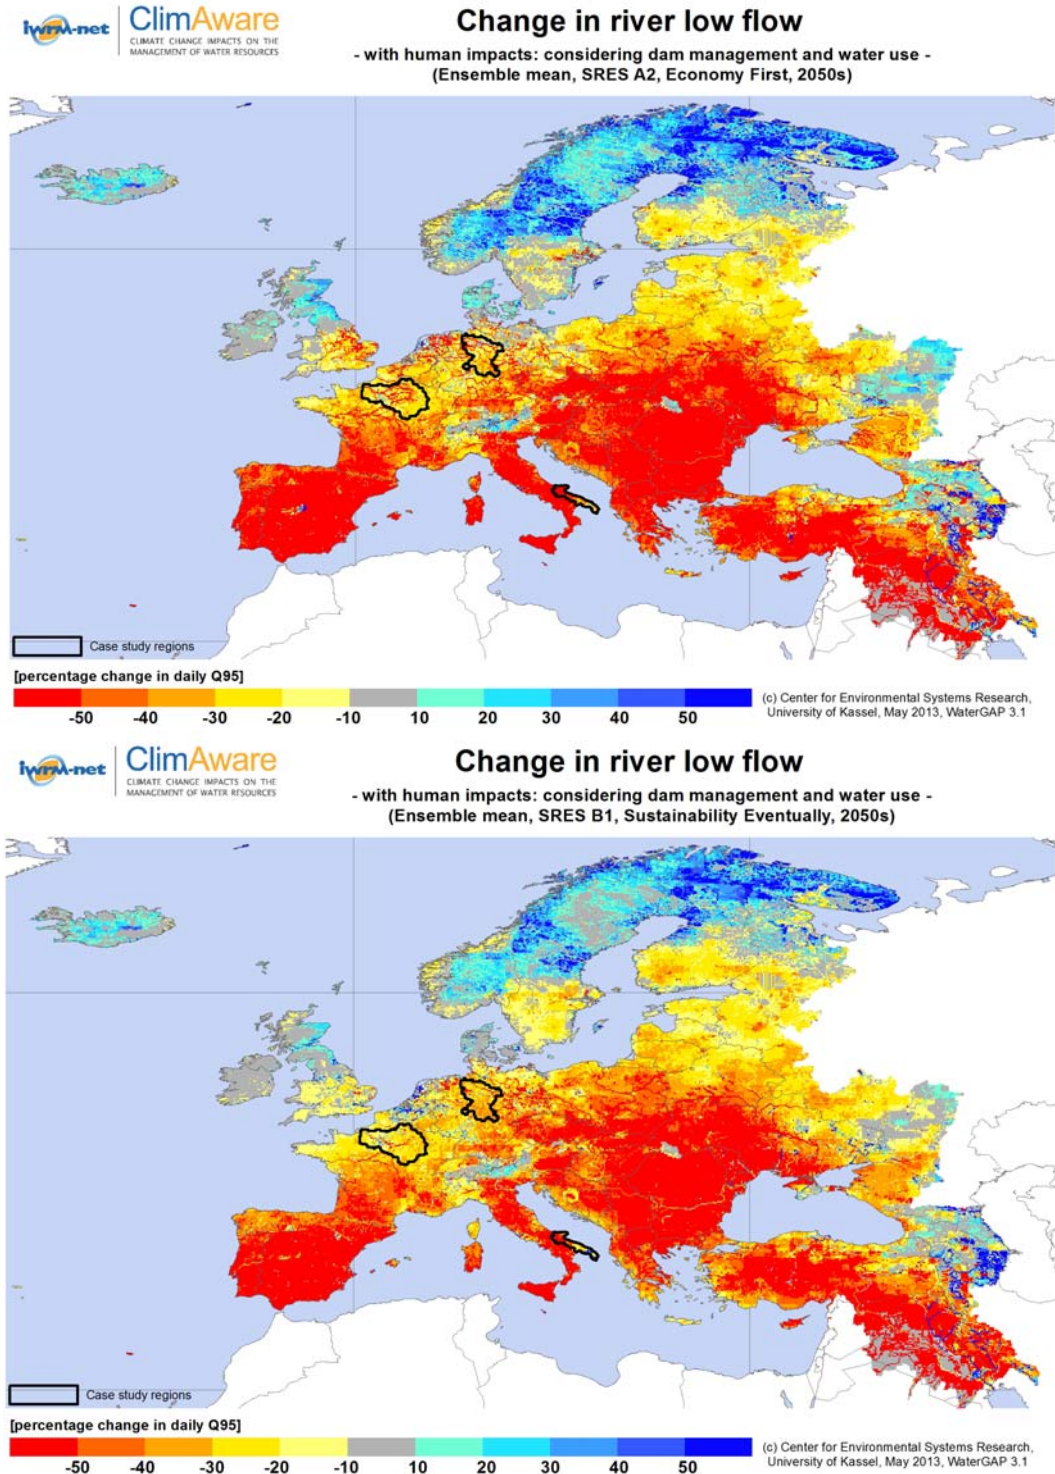 iwrm-net
ClimAware
CLIMATE CHANGE IMPACTS ON THE
MANAGEMENT OF WATER RESOURCES
Change in river low flow
- with human impacts: considering dam management and water use -
(Ensemble mean, SRES A2, Economy First, 2050s)
Case study regions
[percentage change in daily Q95]
-50 -40 -30 -20 -10 10 20 30 40 50
(c) Center for Environmental Systems Research,
University of Kassel, May 2013, WaterGAP 3.1
iwrm-net
ClimAware
CLIMATE CHANGE IMPACTS ON THE
MANAGEMENT OF WATER RESOURCES
Change in river low flow
- with human impacts: considering dam management and water use -
(Ensemble mean, SRES B1, Sustainability Eventually, 2050s)
Case study regions
[percentage change in daily Q95]
-50 -40 -30 -20 -10 10 20 30 40 50
(c) Center for Environmental Systems Research,
University of Kassel, May 2013, WaterGAP 3.1